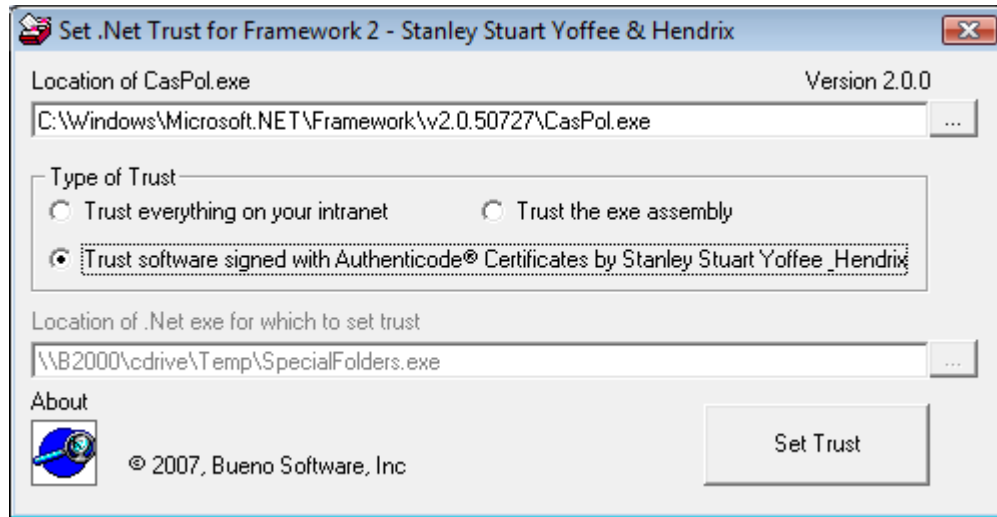 Set .Net Trust for Framework 2 - Stanley Stuart Yoffee & Hendrix
Location of CasPol.exe Version 2.0.0
C:\Windows\Microsoft.NET\Framework\v2.0.50727\CasPol.exe ...
Type of Trust
Trust everything on your intranet Trust the exe assembly
Trust software signed with Authenticode® Certificates by Stanley Stuart Yoffee _Hendrix
Location of .Net exe for which to set trust
\\B2000\cdrive\Temp\SpecialFolders.exe ...
About
© 2007, Bueno Software, Inc Set Trust